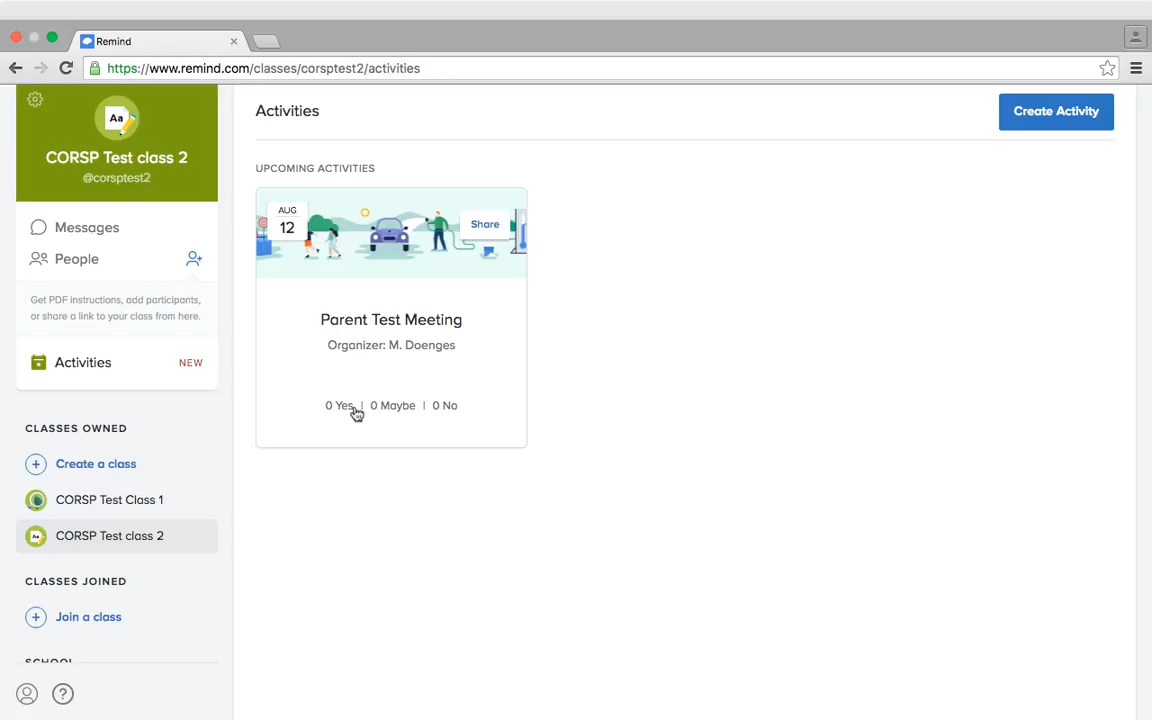 Remind
https://www.remind.com/classes/corsptest2/activities
Aa
CORSP Test class 2
@corsptest2
Messages
People
Get PDF instructions, add participants,
or share a link to your class from here.
Activities NEW
CLASSES OWNED
Create a class
CORSP Test Class 1
Aa CORSP Test class 2
CLASSES JOINED
Join a class
SCHOOL
?
Activities
Create Activity
UPCOMING ACTIVITIES
AUG
12
Share
Parent Test Meeting
Organizer: M. Doenges
0 Yes | 0 Maybe | 0 No